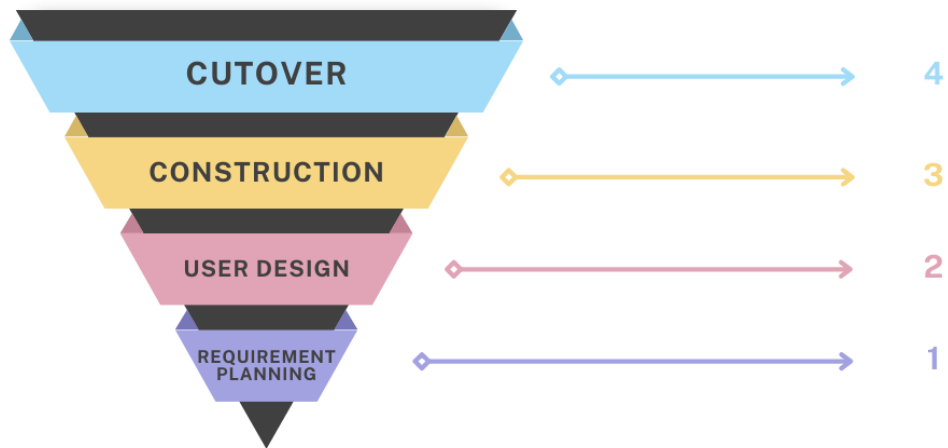 CUTOVER
4
CONSTRUCTION
3
USER DESIGN
2
REQUIREMENT
PLANNING
1